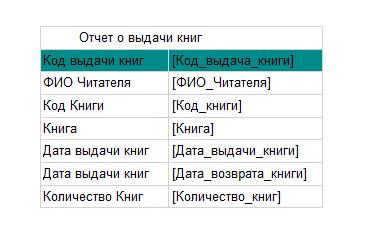 Отчет о выдачи книг
Код выдачи книг [Код_выдача_книги]
ФИО Читателя [ФИО_Читателя]
Код Книги [Код_книги]
Книга [Книга]
Дата выдачи книг [Дата_выдачи_книги]
Дата выдачи книг [Дата_возврата_книги]
Количество Книг [Количество_книг]